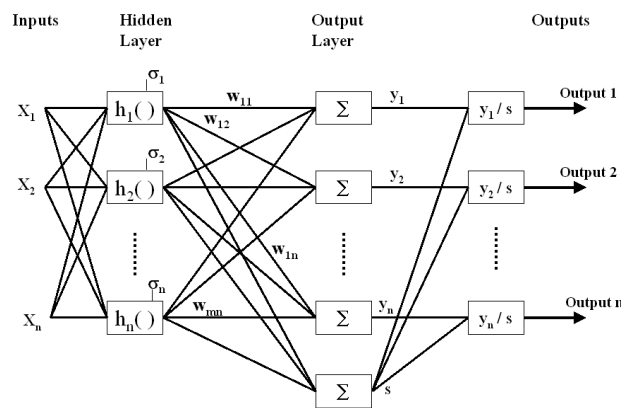 Inputs
Hidden
Layer
Output
Layer
Outputs
σ1
X1
h1( )
w11
w12
Σ
y1
y1 / s
Output 1
σ2
X2
h2( )
Σ
y2
y2 / s
Output 2
w1n
σn
Xn
hn( )
wmn
Σ
yn
yn / s
Output n
Σ
s